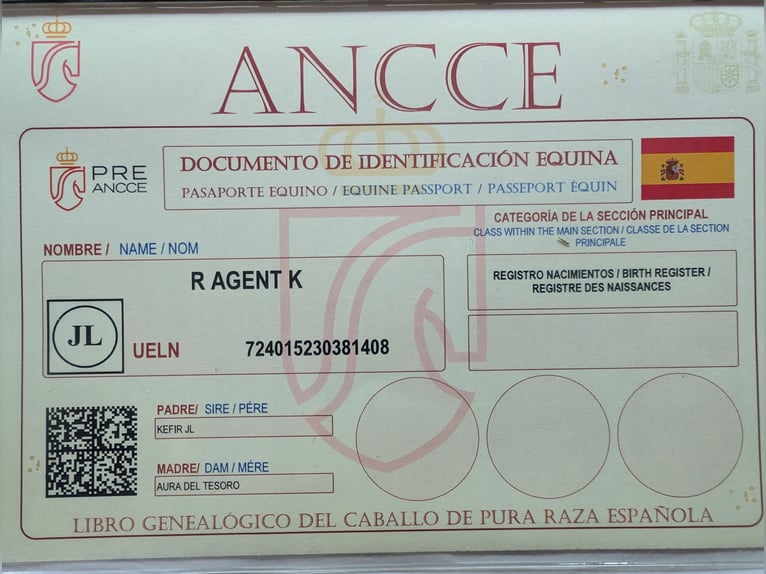 ANCCE
PRE
ANCCE
DOCUMENTO DE IDENTIFICACIÓN EQUINA
PASAPORTE EQUINO / EQUINE PASSPORT / PASSEPORT ÉQUIN
CATEGORÍA DE LA SECCIÓN PRINCIPAL
CLASS WITHIN THE MAIN SECTION / CLASSE DE LA SECTION
PRINCIPALE
NOMBRE / NAME / NOM
R AGENT K
REGISTRO NACIMIENTOS / BIRTH REGISTER /
REGISTRE DES NAISSANCES
JL
UELN 724015230381408
PADRE/ SIRE / PÉRE
KEFIR JL
MADRE/ DAM / MÉRE
AURA DEL TESORO
LIBRO GENEALÓGICO DEL CABALLO DE PURA RAZA ESPAÑOLA